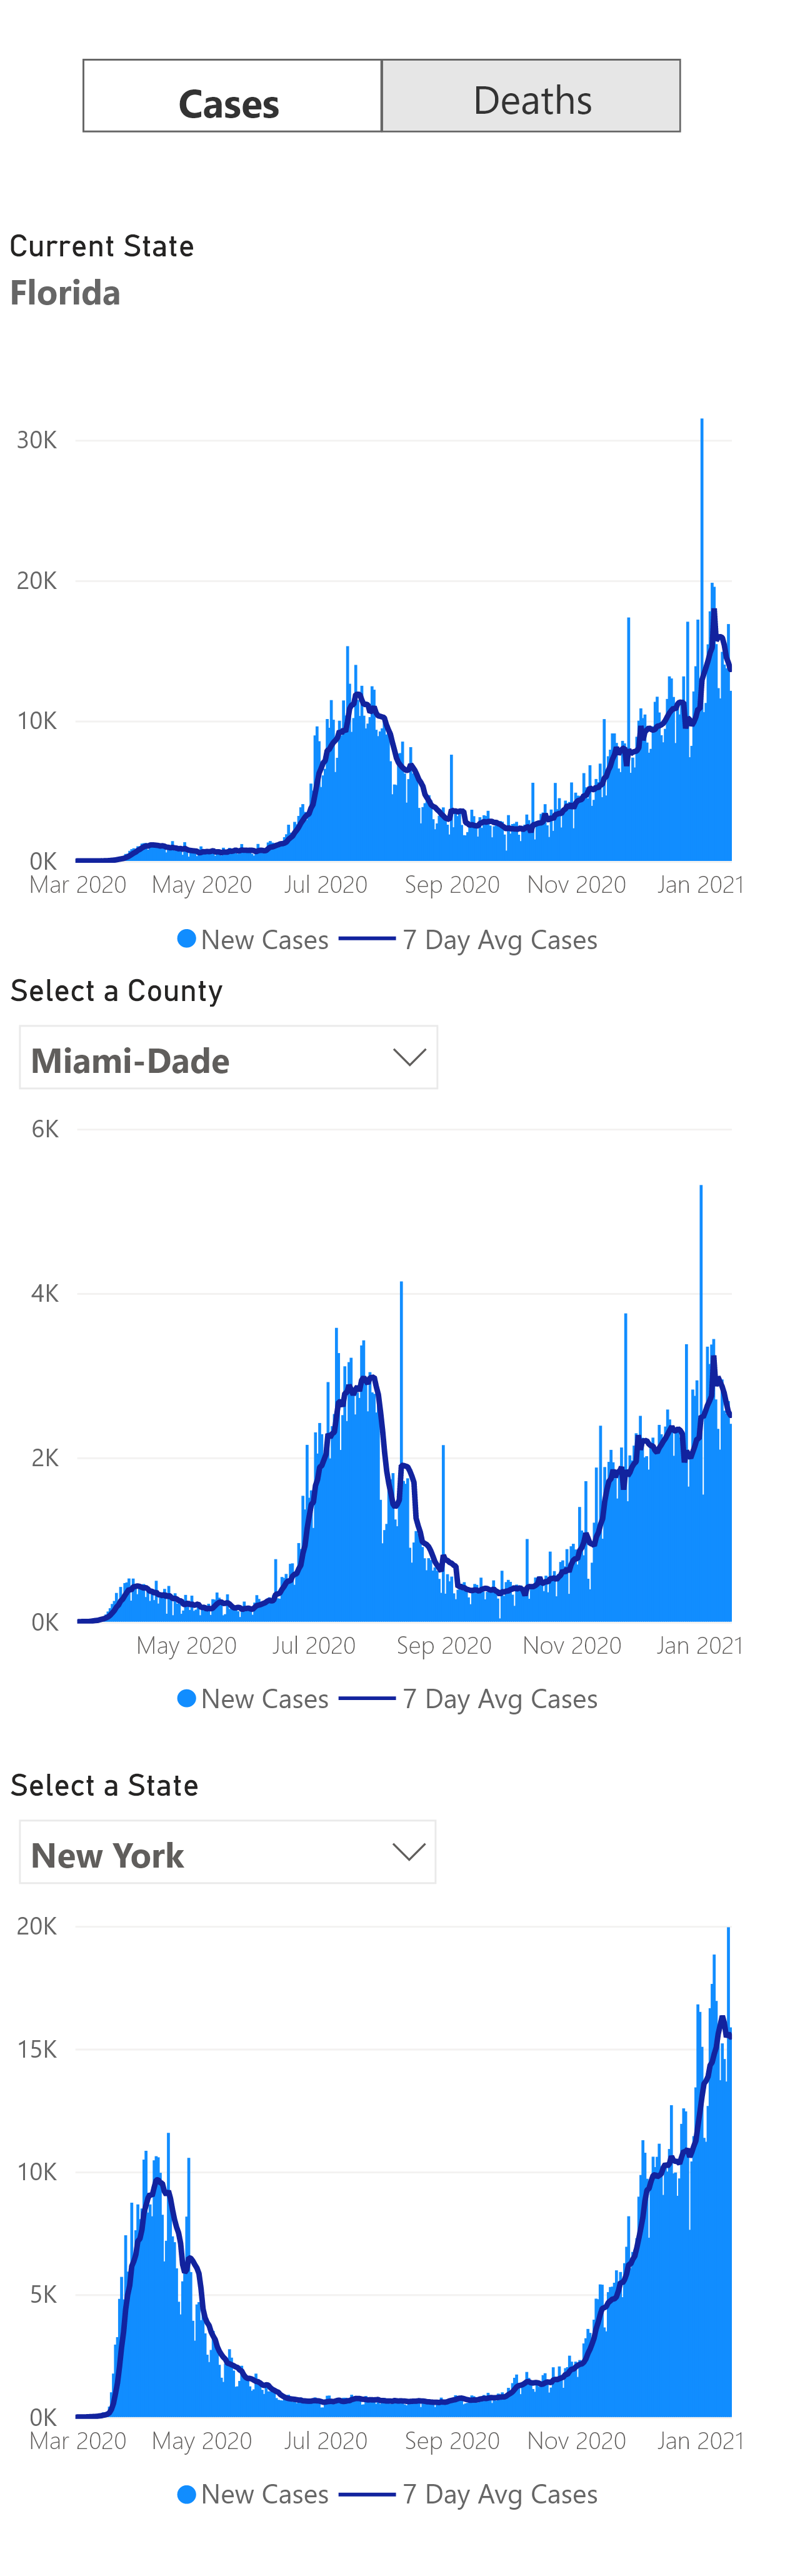 Cases Deaths
Current State
Florida
30K
20K
10K
0K
Mar 2020 May 2020 Jul 2020 Sep 2020 Nov 2020 Jan 2021
New Cases 7 Day Avg Cases
Select a County
Miami-Dade
6K
4K
2K
0K
May 2020 Jul 2020 Sep 2020 Nov 2020 Jan 2021
New Cases 7 Day Avg Cases
Select a State
New York
20K
15K
10K
5K
0K
Mar 2020 May 2020 Jul 2020 Sep 2020 Nov 2020 Jan 2021
New Cases 7 Day Avg Cases